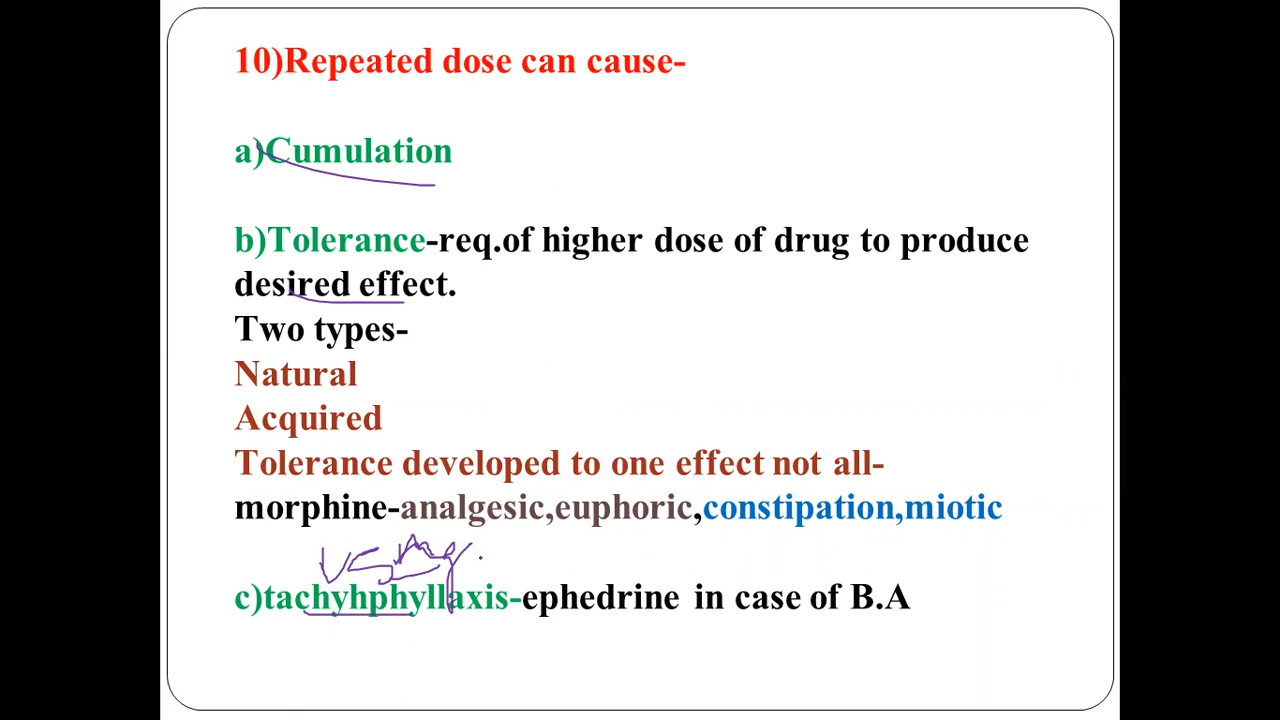 10)Repeated dose can cause-
a)Cumulation
b)Tolerance-req.of higher dose of drug to produce
desired effect.
Two types-
Natural
Acquired
Tolerance developed to one effect not all-
morphine-analgesic,euphoric,constipation,miotic
c)tachyhphyllaxis-ephedrine in case of B.A